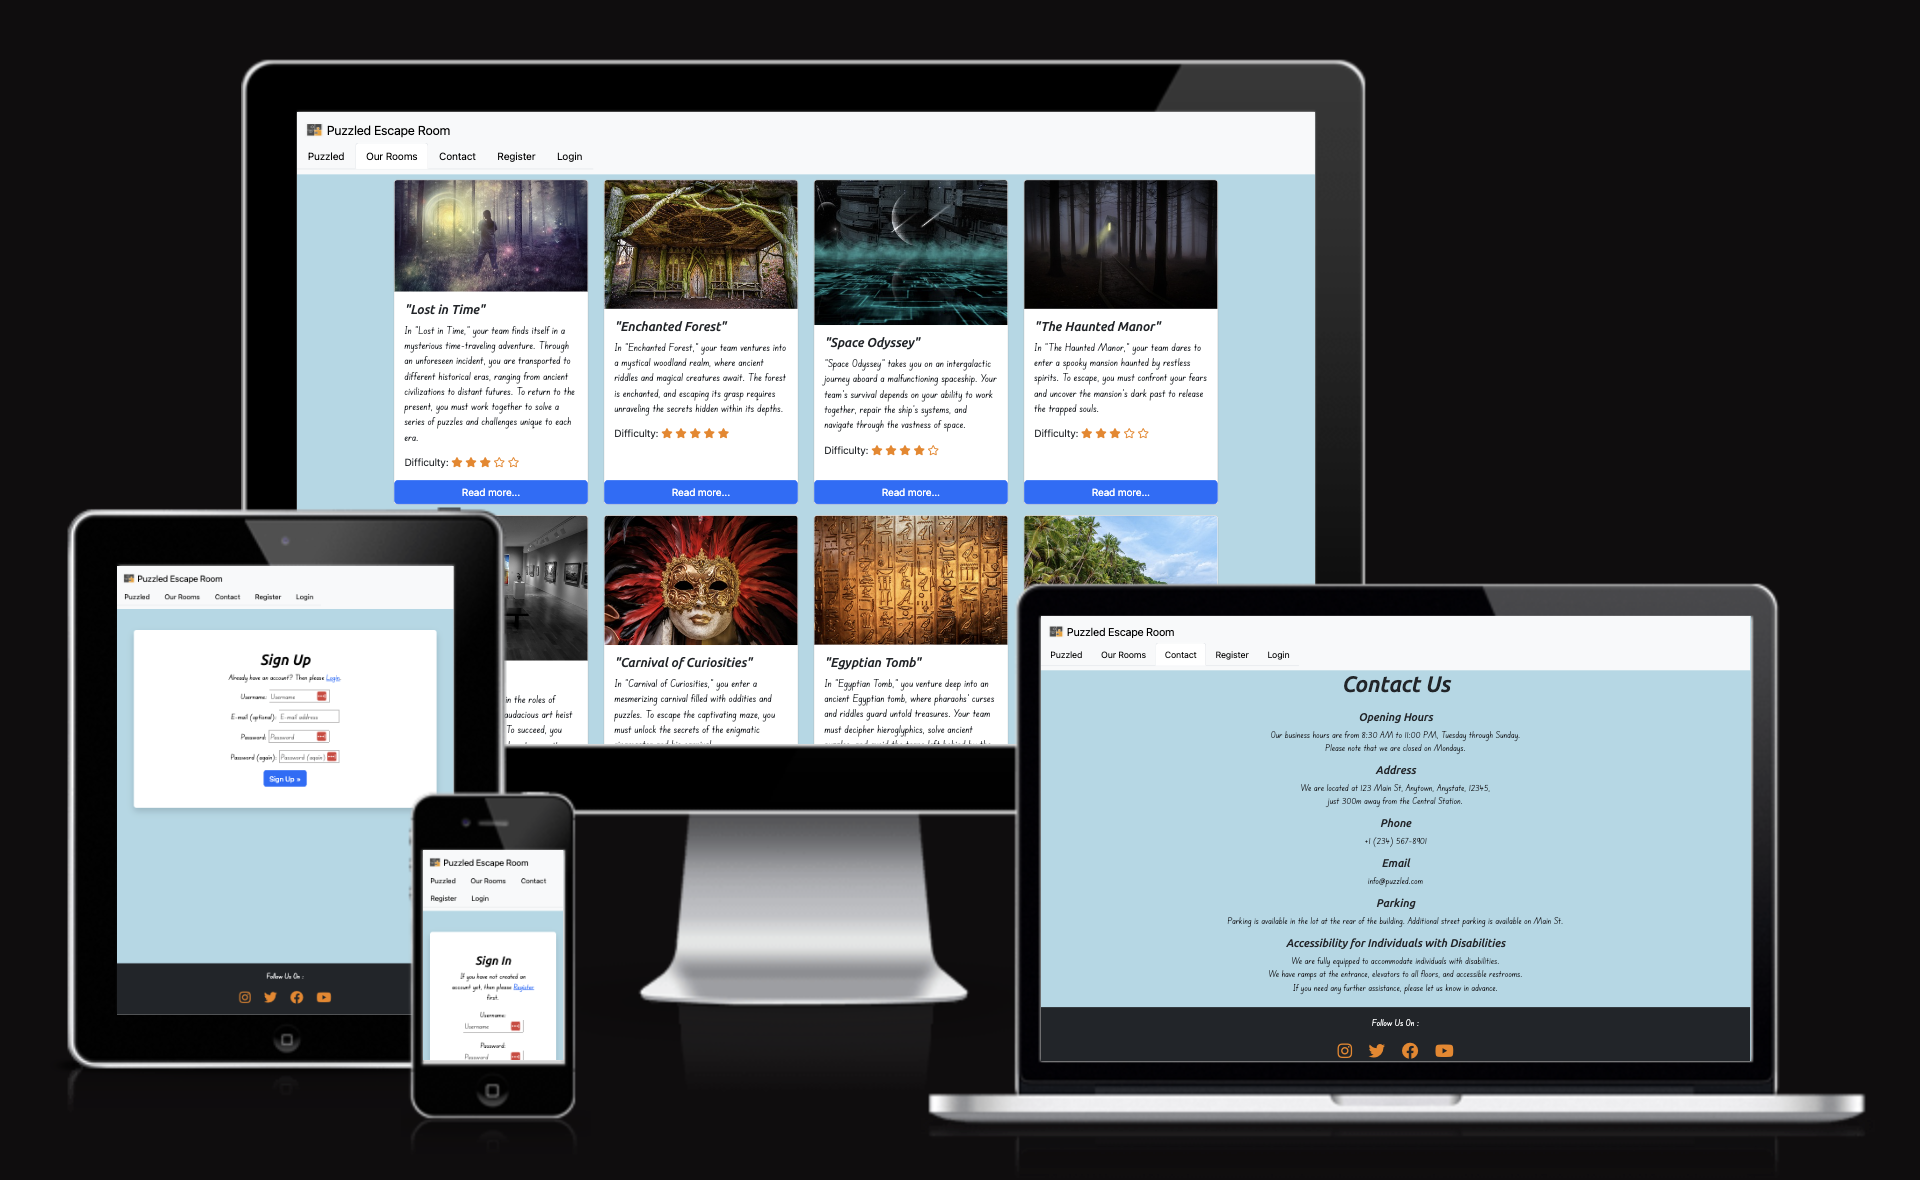 Puzzled Escape Room
Puzzled Our Rooms Contact Register Login
"Lost in Time"
In "Lost in Time," your team finds itself in a
mysterious time-traveling adventure. Through
an unforeseen incident, you are transported to
different historical eras, ranging from ancient
civilizations to distant futures. To return to the
present, you must work together to solve a
series of puzzles and challenges unique to each
era.
Difficulty:
Read more...
"Enchanted Forest"
In "Enchanted Forest," your team ventures into
a mystical woodland realm, where ancient
riddles and magical creatures await. The forest
is enchanted, and escaping its grasp requires
unraveling the secrets hidden within its depths.
Difficulty:
Read more...
"Space Odyssey"
"Space Odyssey" takes you on an intergalactic
journey aboard a malfunctioning spaceship. Your
team's survival depends on your ability to work
together, repair the ship's systems, and
navigate through the vastness of space.
Difficulty:
Read more...
"The Haunted Manor"
In "The Haunted Manor," your team dares to
enter a spooky mansion haunted by restless
spirits. To escape, you must confront your fears
and uncover the mansion's dark past to release
the trapped souls.
Difficulty:
Read more...
in the roles of
audacious art heist
To succeed, you
"Carnival of Curiosities"
In "Carnival of Curiosities," you enter a
mesmerizing carnival filled with oddities and
puzzles. To escape the captivating maze, you
must unlock the secrets of the enigmatic
"Egyptian Tomb"
In "Egyptian Tomb," you venture deep into an
ancient Egyptian tomb, where pharaohs' curses
and riddles guard untold treasures. Your team
must decipher hieroglyphics, solve ancient
Puzzled Escape Room
Puzzled Our Rooms Contact Register Login
Sign Up
Already have an account? Then please Login.
Username: Username
E-mail (optional): E-mail address
Password: Password
Password (again): Password (again)
Sign Up »
Follow Us On :
Puzzled Escape Room
Puzzled Our Rooms Contact
Register Login
Sign In
If you have not created an
account yet, then please Register
first.
Username:
Username
Password:
Password
Puzzled Escape Room
Puzzled Our Rooms Contact Register Login
Contact Us
Opening Hours
Our business hours are from 8:30 AM to 11:00 PM, Tuesday through Sunday.
Please note that we are closed on Mondays.
Address
We are located at 123 Main St, Anytown, Anystate, 12345,
just 300m away from the Central Station.
Phone
+1 (234) 567-8901
Email
info@puzzled.com
Parking
Parking is available in the lot at the rear of the building. Additional street parking is available on Main St.
Accessibility for Individuals with Disabilities
We are fully equipped to accommodate individuals with disabilities.
We have ramps at the entrance, elevators to all floors, and accessible restrooms.
If you need any further assistance, please let us know in advance.
Follow Us On :